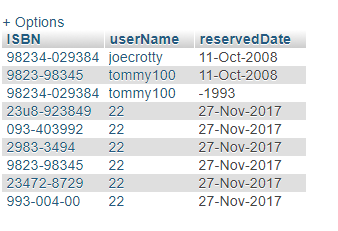 + Options
ISBN userName reservedDate
98234-029384 joecrotty 11-Oct-2008
9823-98345 tommy100 11-Oct-2008
98234-029384 tommy100 -1993
23u8-923849 22 27-Nov-2017
093-403992 22 27-Nov-2017
2983-3494 22 27-Nov-2017
9823-98345 22 27-Nov-2017
23472-8729 22 27-Nov-2017
993-004-00 22 27-Nov-2017